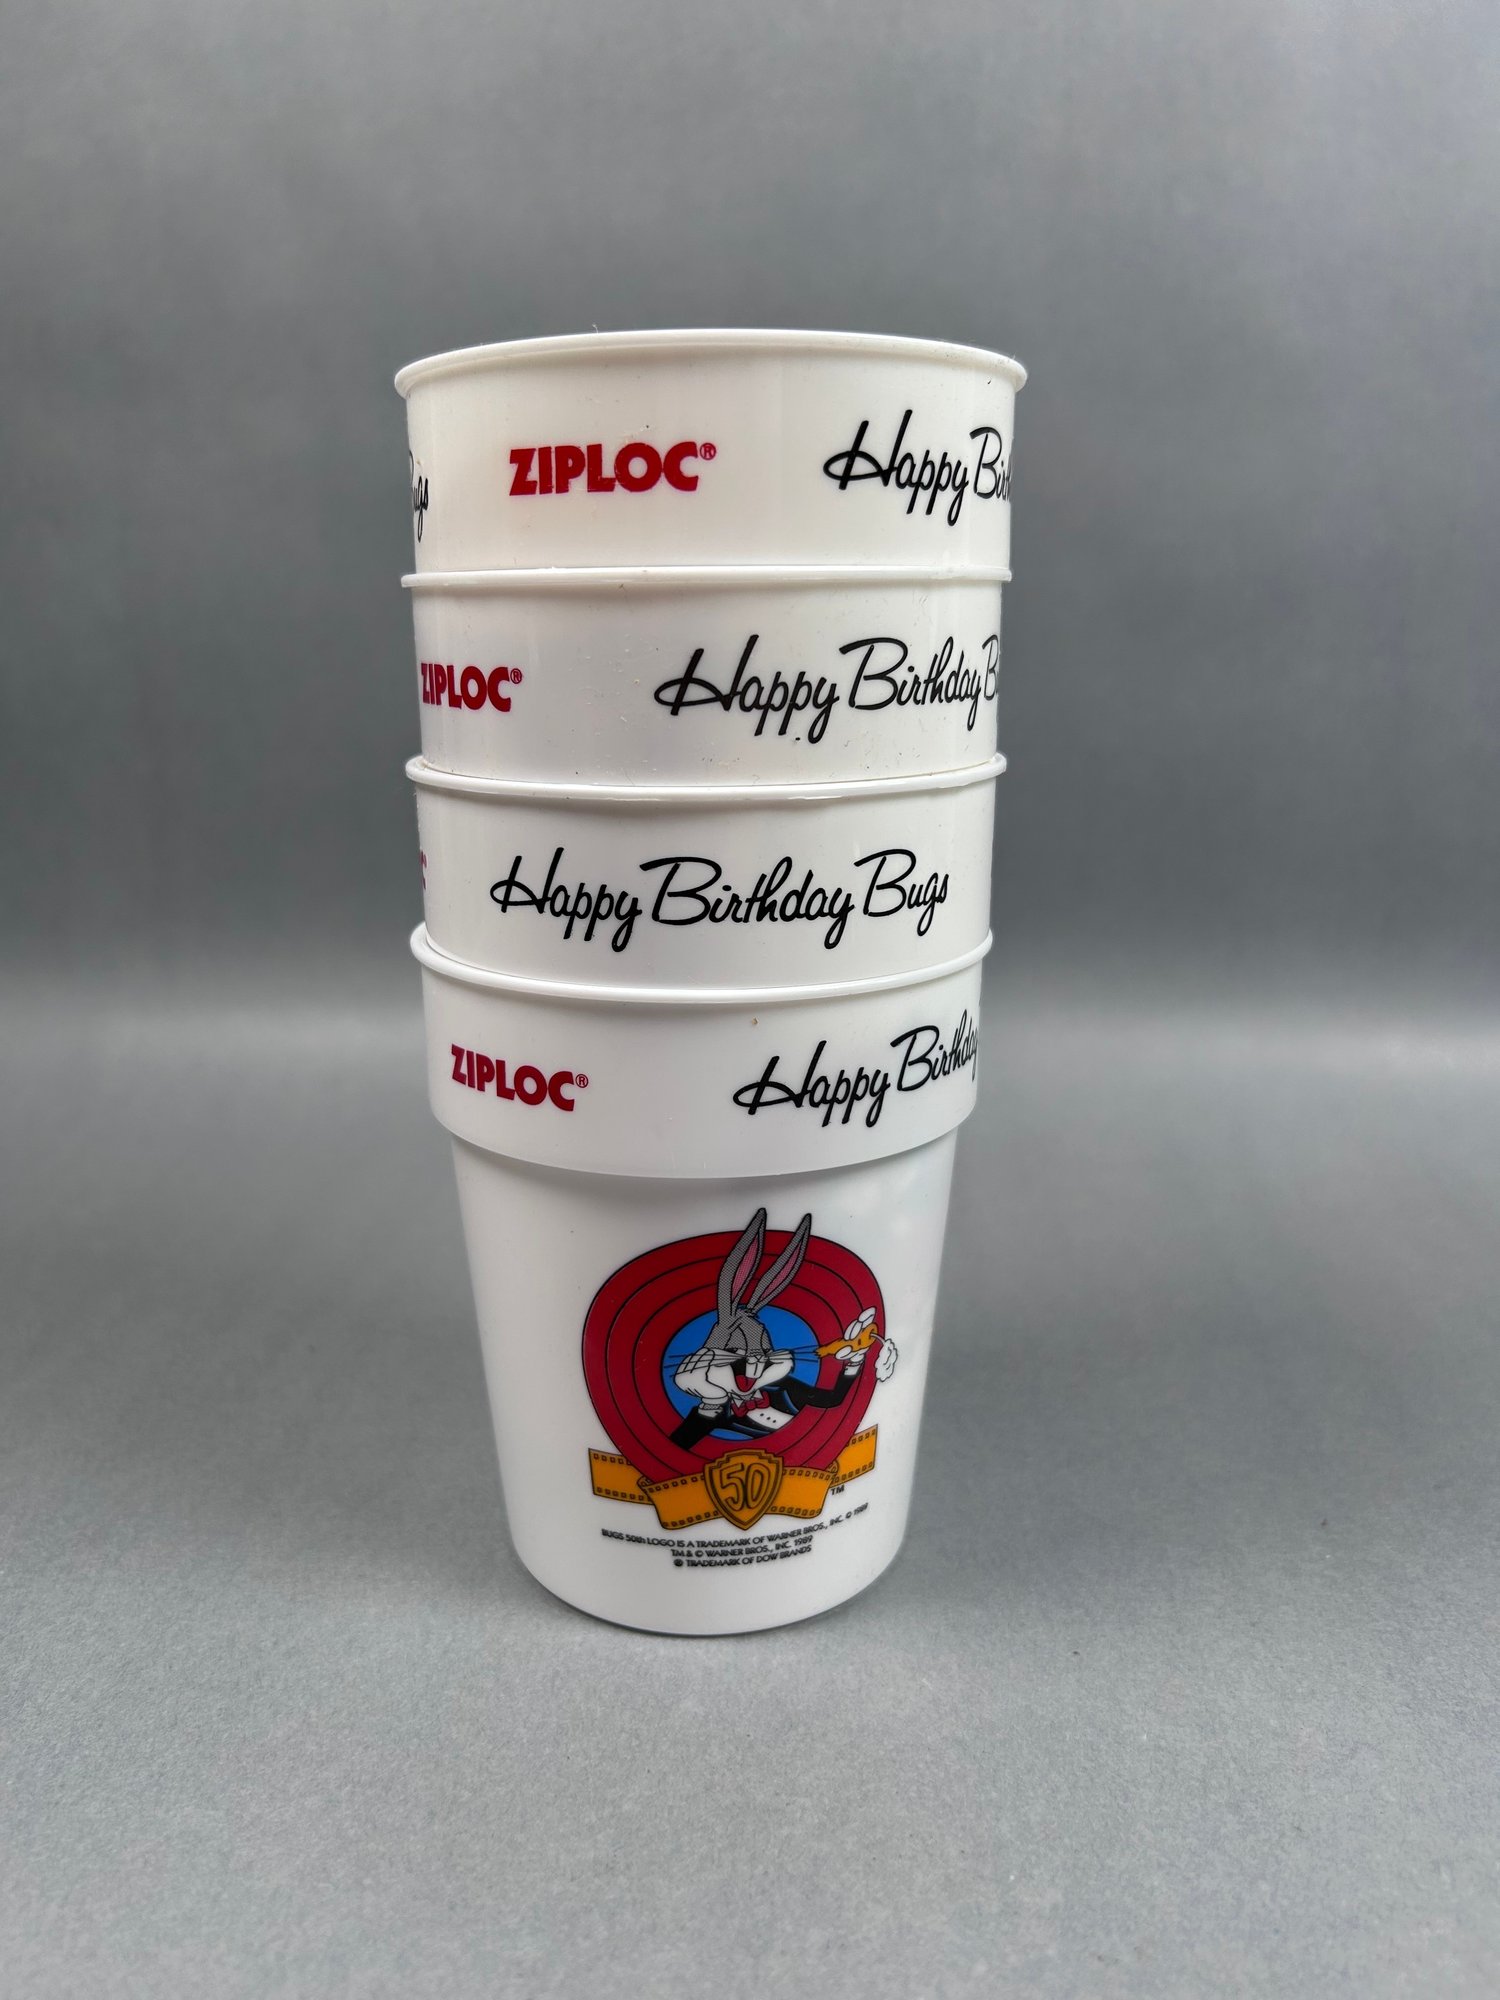 ZIPLOC® Happy Bir
ugs
ZIPLOC® Happy Birthday B
Happy Birthday Bugs
ZIPLOC® Happy Birthday
50
TM
BUGS 50th LOGO IS A TRADEMARK OF WARNER BROS., INC. © 1989
TM & © WARNER BROS., INC. 1989
® TRADEMARK OF DOW BRANDS